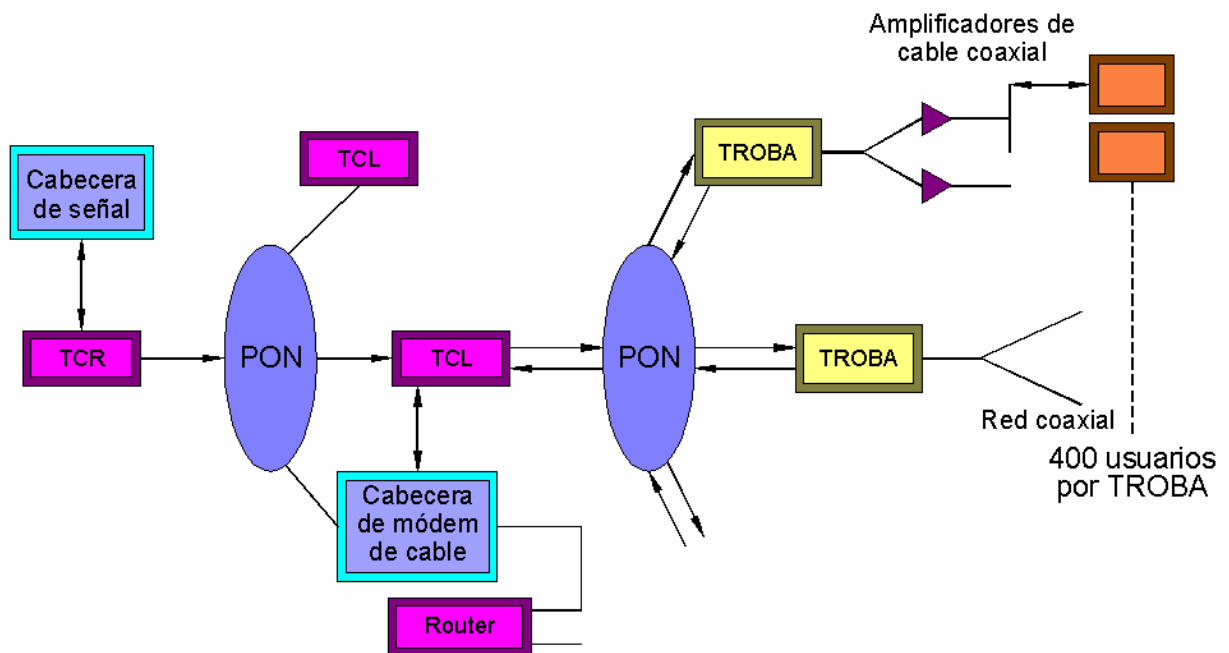 Amplificadores de
cable coaxial
TCL
TROBA
Cabecera
de señal
TCR
PON
TCL
PON
TROBA
Red coaxial
400 usuarios
por TROBA
Cabecera
de módem
de cable
Router